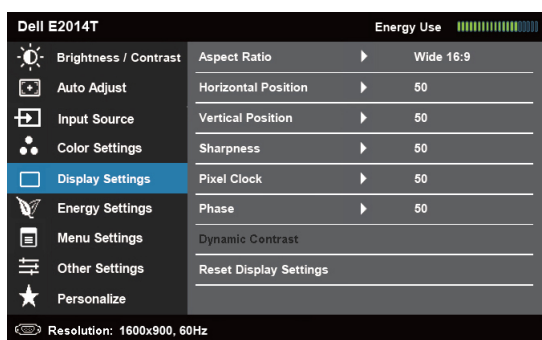 Dell E2014T Energy Use
Brightness / Contrast Aspect Ratio Wide 16:9
Auto Adjust Horizontal Position 50
Input Source Vertical Position 50
Color Settings Sharpness 50
Display Settings Pixel Clock 50
Energy Settings Phase 50
Menu Settings Dynamic Contrast
Other Settings Reset Display Settings
Personalize
Resolution: 1600x900, 60Hz